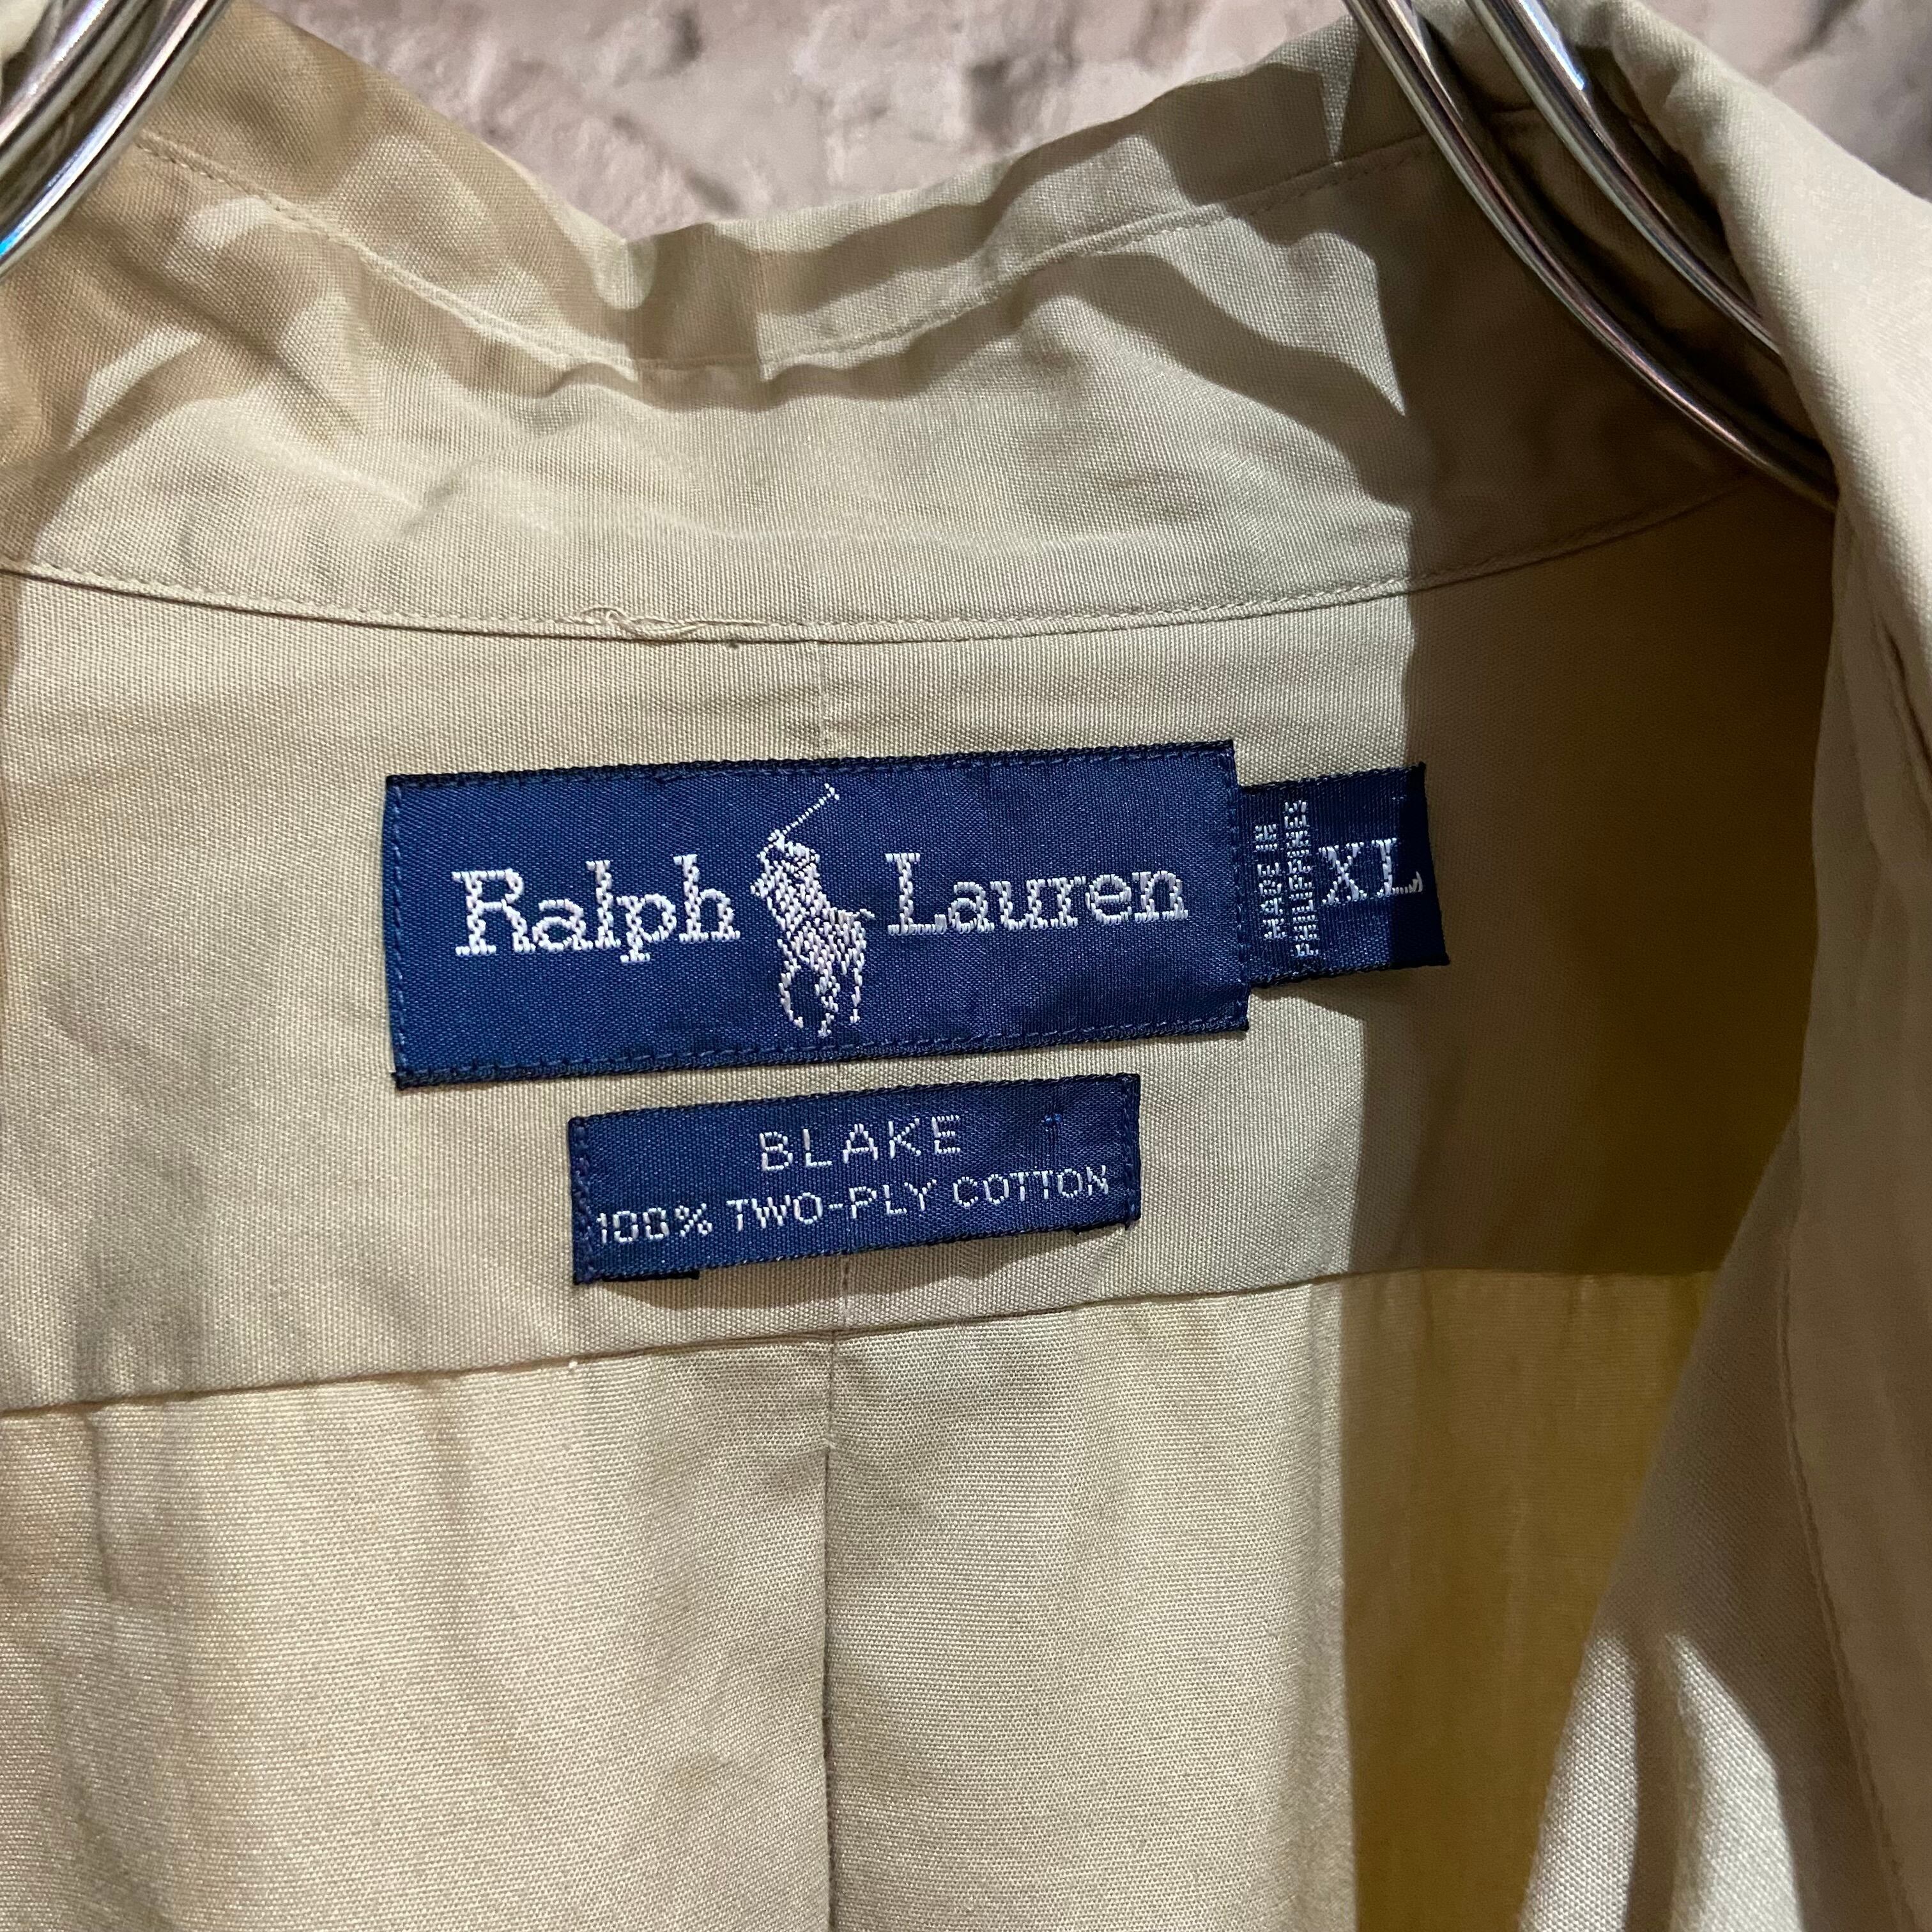 Ralph Lauren
MADE IN
PHILIPPINES
XL
BLAKE
100% TWO-PLY COTTON